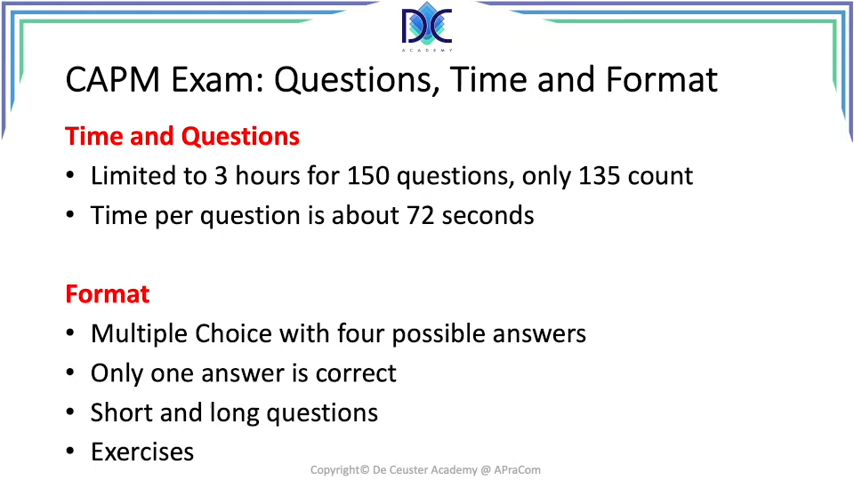 DC
ACADEMY
CAPM Exam: Questions, Time and Format
Time and Questions
• Limited to 3 hours for 150 questions, only 135 count
• Time per question is about 72 seconds
Format
• Multiple Choice with four possible answers
• Only one answer is correct
• Short and long questions
• Exercises
Copyright© De Ceuster Academy @ APraCom